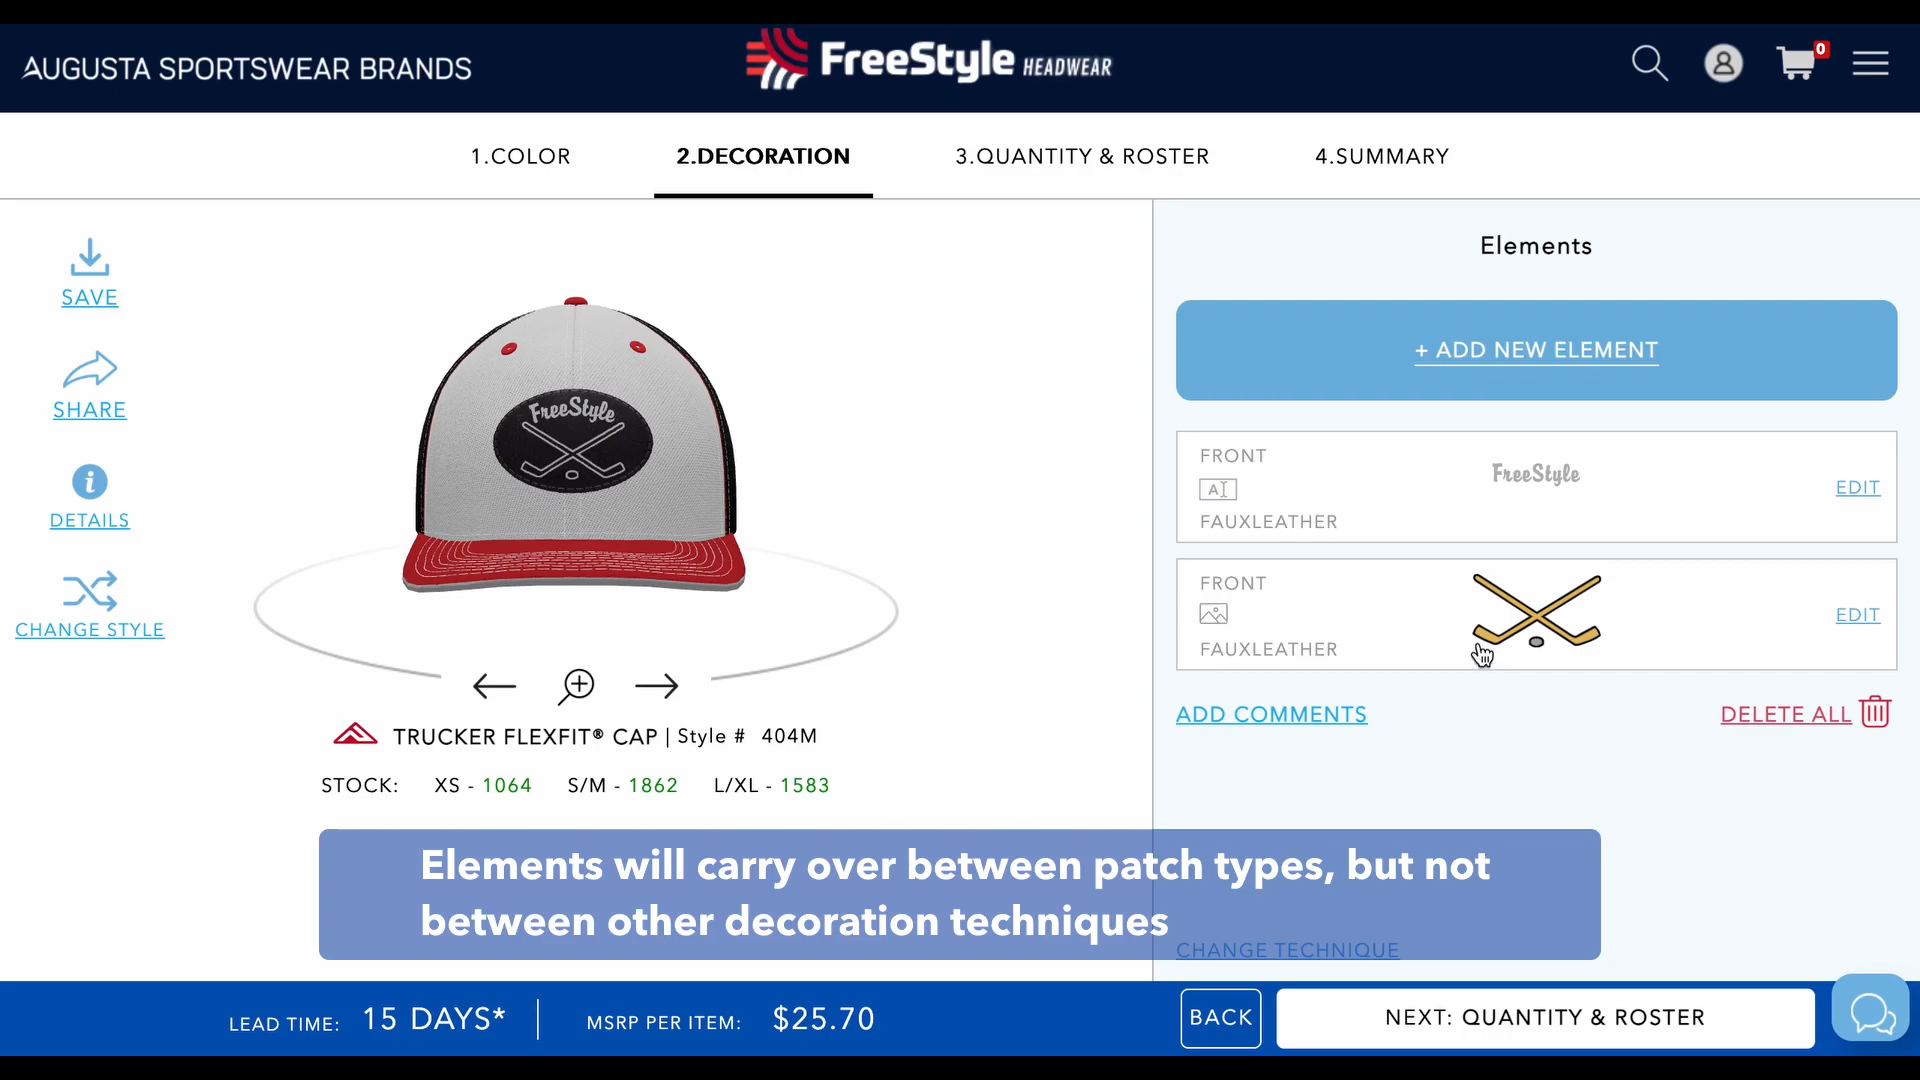 AUGUSTA SPORTSWEAR BRANDS
FreeStyle HEADWEAR
0
1.COLOR
2.DECORATION
3.QUANTITY & ROSTER
4.SUMMARY
SAVE
SHARE
DETAILS
CHANGE STYLE
FreeStyle
TRUCKER FLEXFIT® CAP | Style # 404M
STOCK: XS - 1064 S/M - 1862 L/XL - 1583
Elements
+ ADD NEW ELEMENT
FRONT
AI
FAUXLEATHER
FreeStyle
EDIT
FRONT
FAUXLEATHER
EDIT
ADD COMMENTS
DELETE ALL
Elements will carry over between patch types, but not
between other decoration techniques
CHANGE TECHNIQUE
LEAD TIME: 15 DAYS*
MSRP PER ITEM: $25.70
BACK
NEXT: QUANTITY & ROSTER